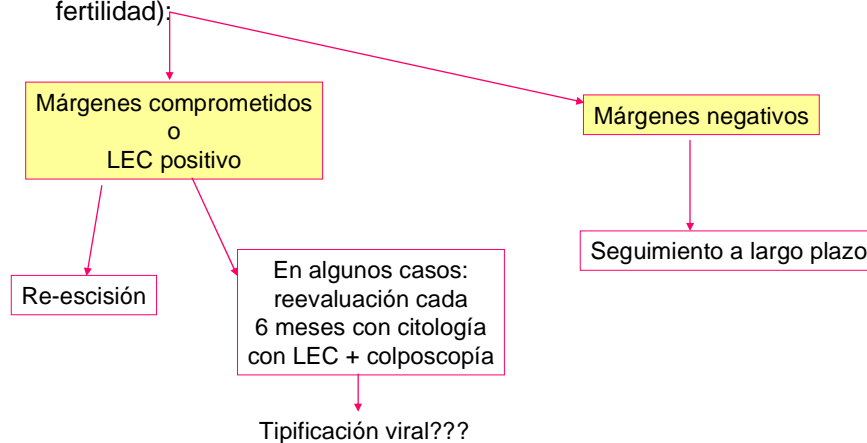 fertilidad):
Márgenes comprometidos
o
LEC positivo
Márgenes negativos
Re-escisión
En algunos casos:
reevaluación cada
6 meses con citología
con LEC + colposcopía
Seguimiento a largo plazo
Tipificación viral???